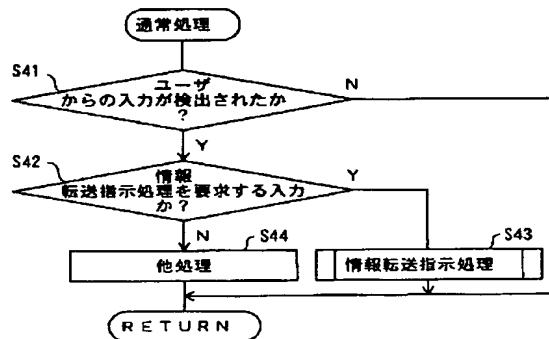 通常処理
S41
ユーザ
からの入力が検出されたか
?
N
Y
S42
情報
転送指示処理を要求する入力
か?
Y
N
S44
他処理
S43
情報転送指示処理
RETURN